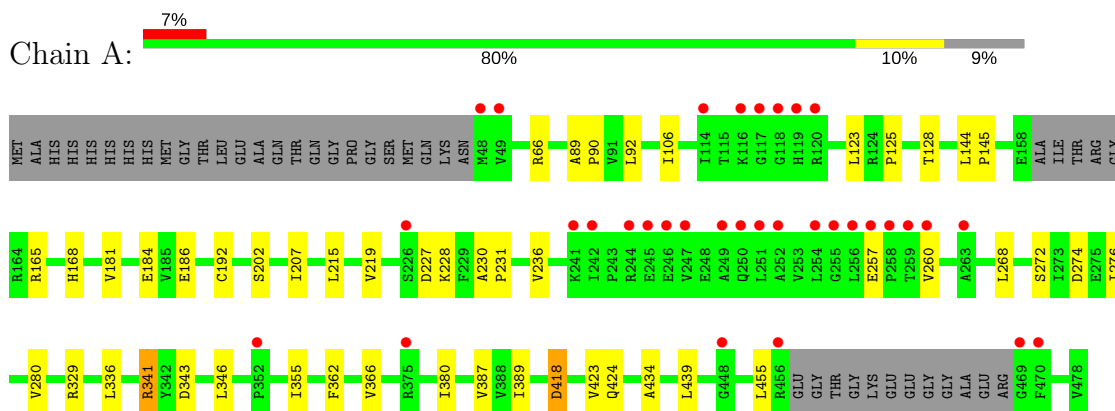 7%
Chain A:
80% 10% 9%
MET ALA HIS HIS HIS HIS HIS HIS MET GLY THR LEU GLU ALA GLN THR GLN GLY PRO GLY SER MET GLN LYS ASN M48 V49 R66 A89 P90 V91 L92 I106 I114 T115 K116 G117 G118 H119 R120 L123 R124 P125 T128 L144 P145 E158 ALA ILE THR ARG GLY
R164 R165 H168 V181 E184 V185 E186 C192 S202 I207 L215 V219 S226 D227 K228 F229 A230 P231 V236 K241 I242 P243 R244 E245 E246 V247 E248 A249 Q250 L251 A252 V253 L254 G255 L256 E257 P258 T259 V260 A263 L268 S272 I273 D274 E275
V280 R329 L336 R341 Y342 D343 L346 P352 I355 F362 V366 R375 I380 V387 V388 I389 D418 V423 Q424 A434 L439 G448 L455 R456 GLU GLY THR GLY LYS GLU GLU GLY GLY ALA GLU ARG G469 F470 V478